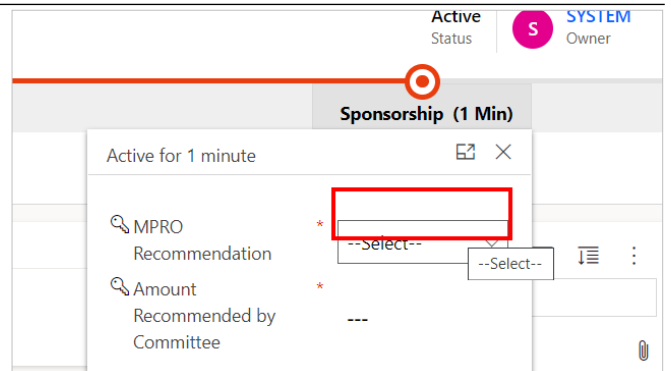 Active
Status
S
SYSTEM
Owner
Sponsorship (1 Min)
Active for 1 minute
MPRO
Recommendation
*
--Select--
--Select--
Amount
Recommended by
Committee
*
---